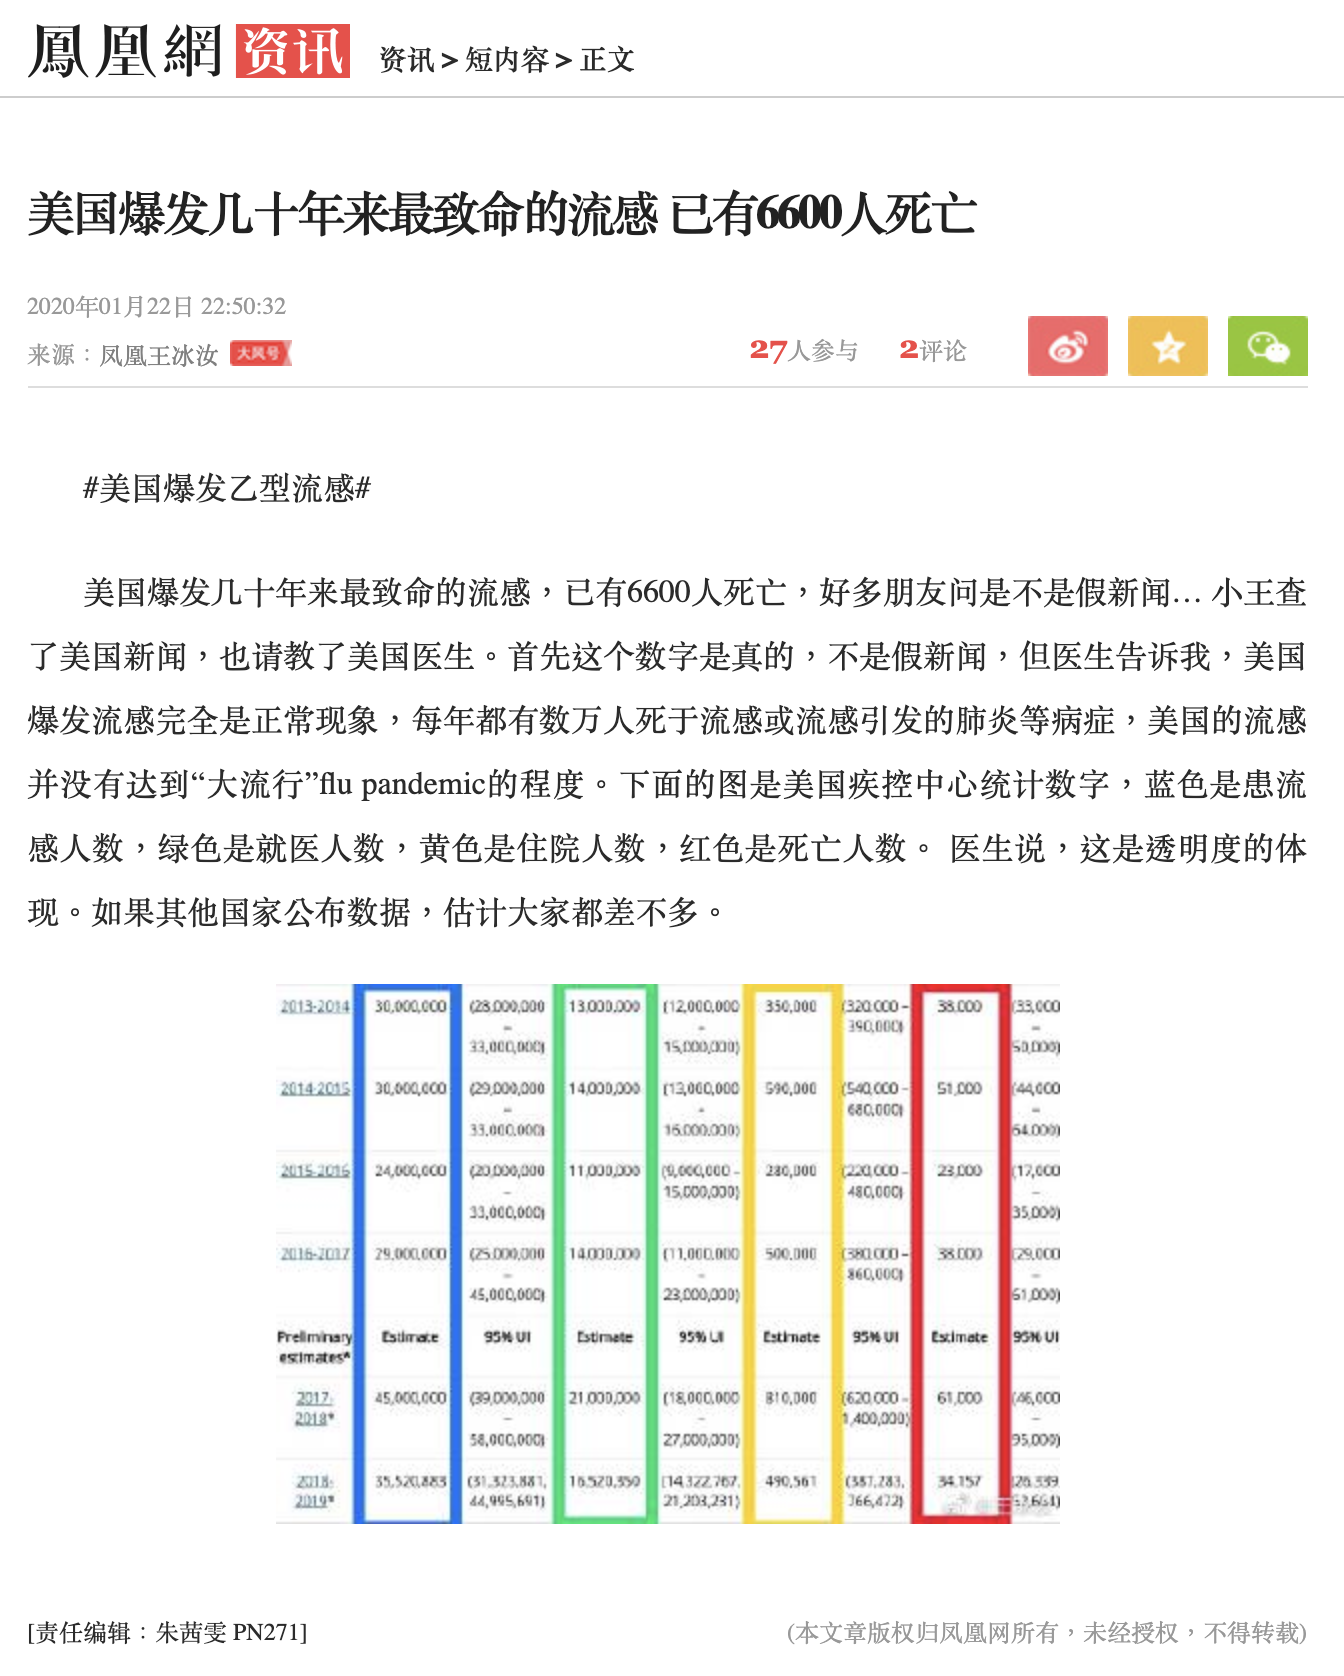 鳳凰網 资讯 资讯 > 短内容 > 正文
美国爆发几十年来最致命的流感 已有6600人死亡
2020年01月22日 22:50:32
来源：凤凰王冰汝 大风号 27人参与 2评论
#美国爆发乙型流感#
美国爆发几十年来最致命的流感，已有6600人死亡，好多朋友问是不是假新闻… 小王查
了美国新闻，也请教了美国医生。首先这个数字是真的，不是假新闻，但医生告诉我，美国
爆发流感完全是正常现象，每年都有数万人死于流感或流感引发的肺炎等病症，美国的流感
并没有达到“大流行”flu pandemic的程度。下面的图是美国疾控中心统计数字，蓝色是患流
感人数，绿色是就医人数，黄色是住院人数，红色是死亡人数。 医生说，这是透明度的体
现。如果其他国家公布数据，估计大家都差不多。
2013-2014 30,000,000 (28,000,000 – 33,000,000) 13,000,000 (12,000,000 – 15,000,000) 350,000 (320,000 – 390,000) 38,000 (33,000 – 50,000)
2014-2015 30,000,000 (29,000,000 – 33,000,000) 14,000,000 (13,000,000 – 16,000,000) 590,000 (540,000 – 680,000) 51,000 (44,000 – 64,000)
2015-2016 24,000,000 (20,000,000 – 33,000,000) 11,000,000 (9,000,000 – 15,000,000) 280,000 (220,000 – 480,000) 23,000 (17,000 – 35,000)
2016-2017 29,000,000 (25,000,000 – 45,000,000) 14,000,000 (11,000,000 – 23,000,000) 500,000 (380,000 – 860,000) 38,000 (29,000 – 61,000)
Preliminary estimates* Estimate 95% UI Estimate 95% UI Estimate 95% UI Estimate 95% UI
2017-2018* 45,000,000 (39,000,000 – 58,000,000) 21,000,000 (18,000,000 – 27,000,000) 810,000 (620,000 – 1,400,000) 61,000 (46,000 – 95,000)
2018-2019* 35,520,883 (31,323,881, 44,995,691) 16,520,350 (14,322,767, 21,203,231) 490,561 (387,283, 766,472) 34,157 (26,339
[责任编辑：朱茜雯 PN271] (本文章版权归凤凰网所有，未经授权，不得转载)